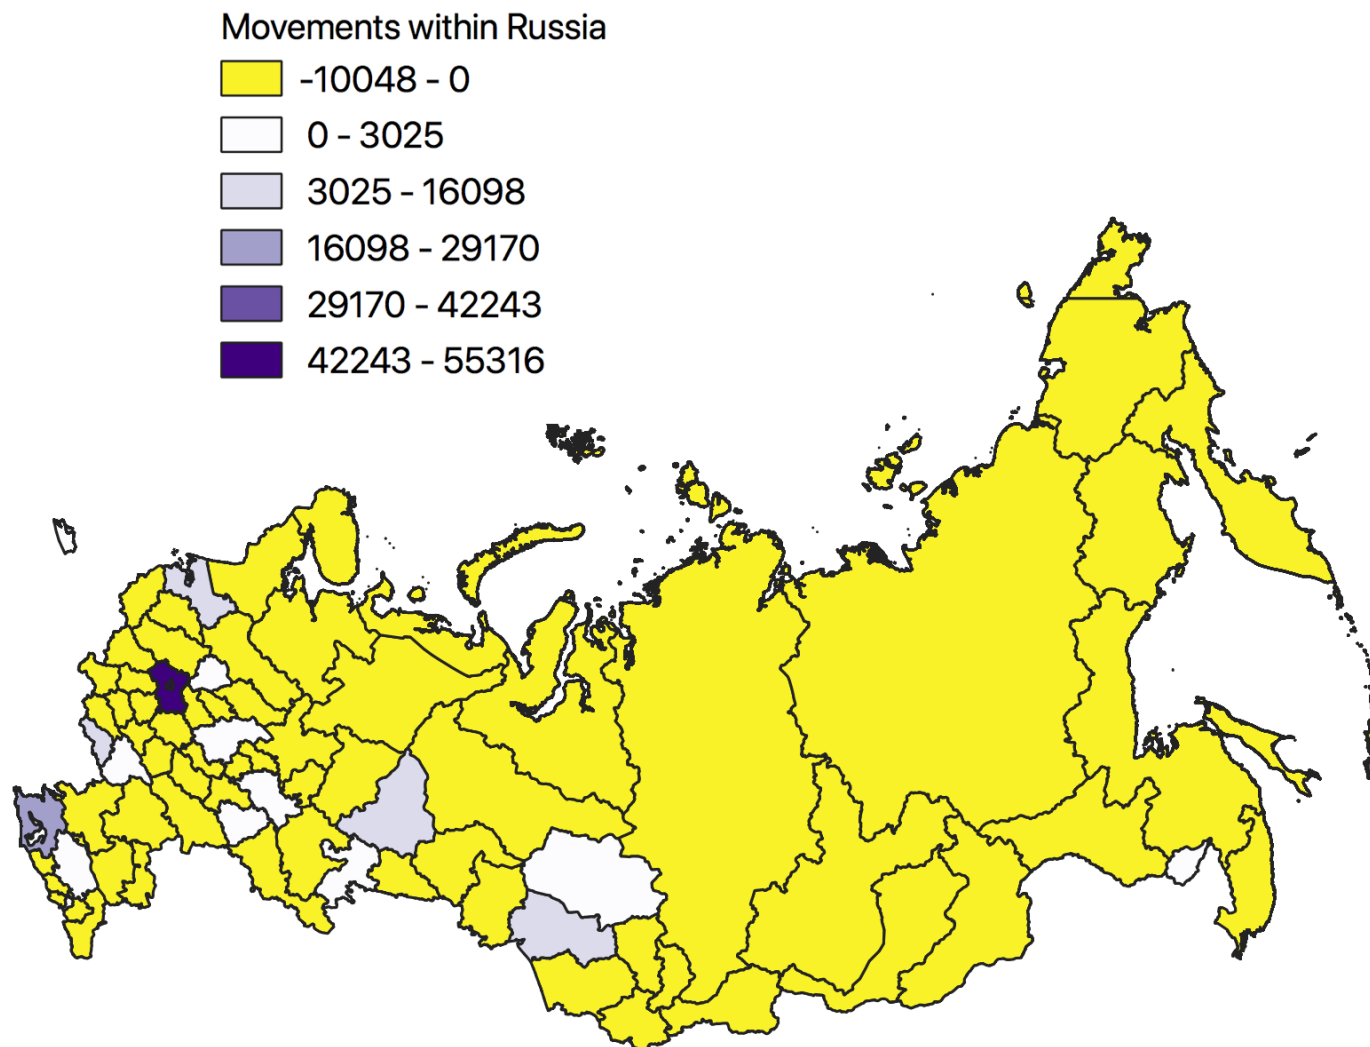 Movements within Russia
-10048 - 0
0 - 3025
3025 - 16098
16098 - 29170
29170 - 42243
42243 - 55316